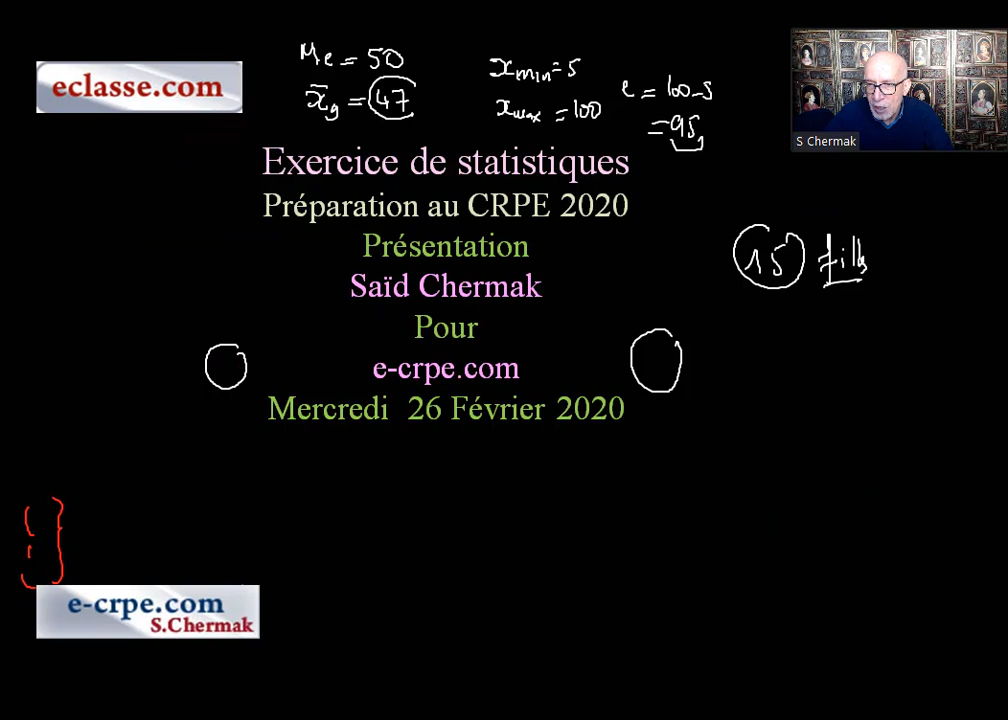 Me = 50
x̄g = 47
xmin = 5
xmax = 100
e = 100 - 5
= 95
eclasse.com
S Chermak
Exercice de statistiques
Préparation au CRPE 2020
Présentation
15 filles
Saïd Chermak
Pour
e-crpe.com
Mercredi 26 Février 2020
e-crpe.com
S.Chermak